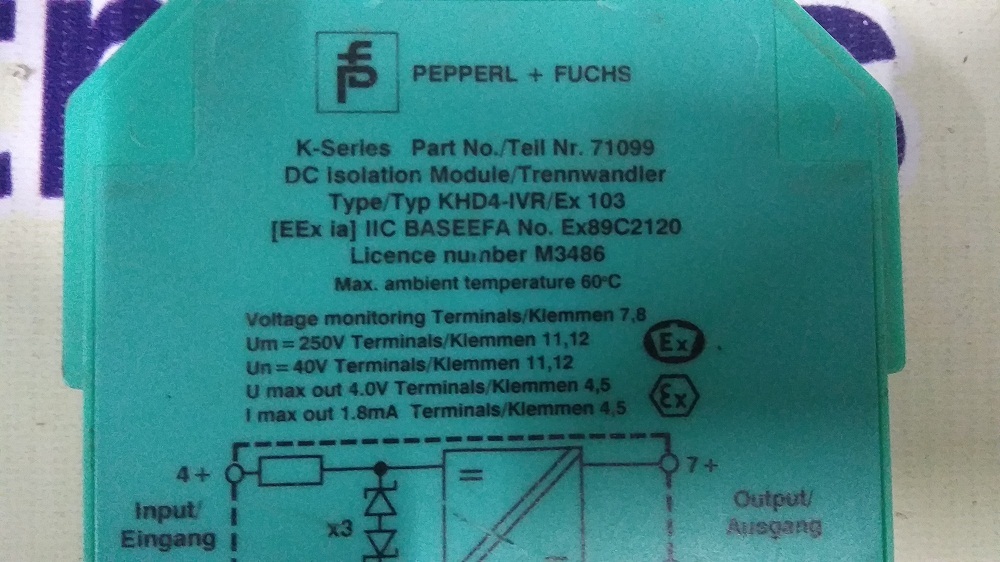 PEPPERL + FUCHS
K-Series Part No./Teil Nr. 71099
DC Isolation Module/Trennwandler
Type/Typ KHD4-IVR/Ex 103
[EEx ia] IIC BASEEFA No. Ex89C2120
Licence number M3486
Max. ambient temperature 60°C
Voltage monitoring Terminals/Klemmen 7,8
Um = 250V Terminals/Klemmen 11,12
Un = 40V Terminals/Klemmen 11,12
U max out 4.0V Terminals/Klemmen 4,5
I max out 1.8mA Terminals/Klemmen 4,5
Ex
Ex
4+
7+
Input/
Eingang
x3
Output/
Ausgang